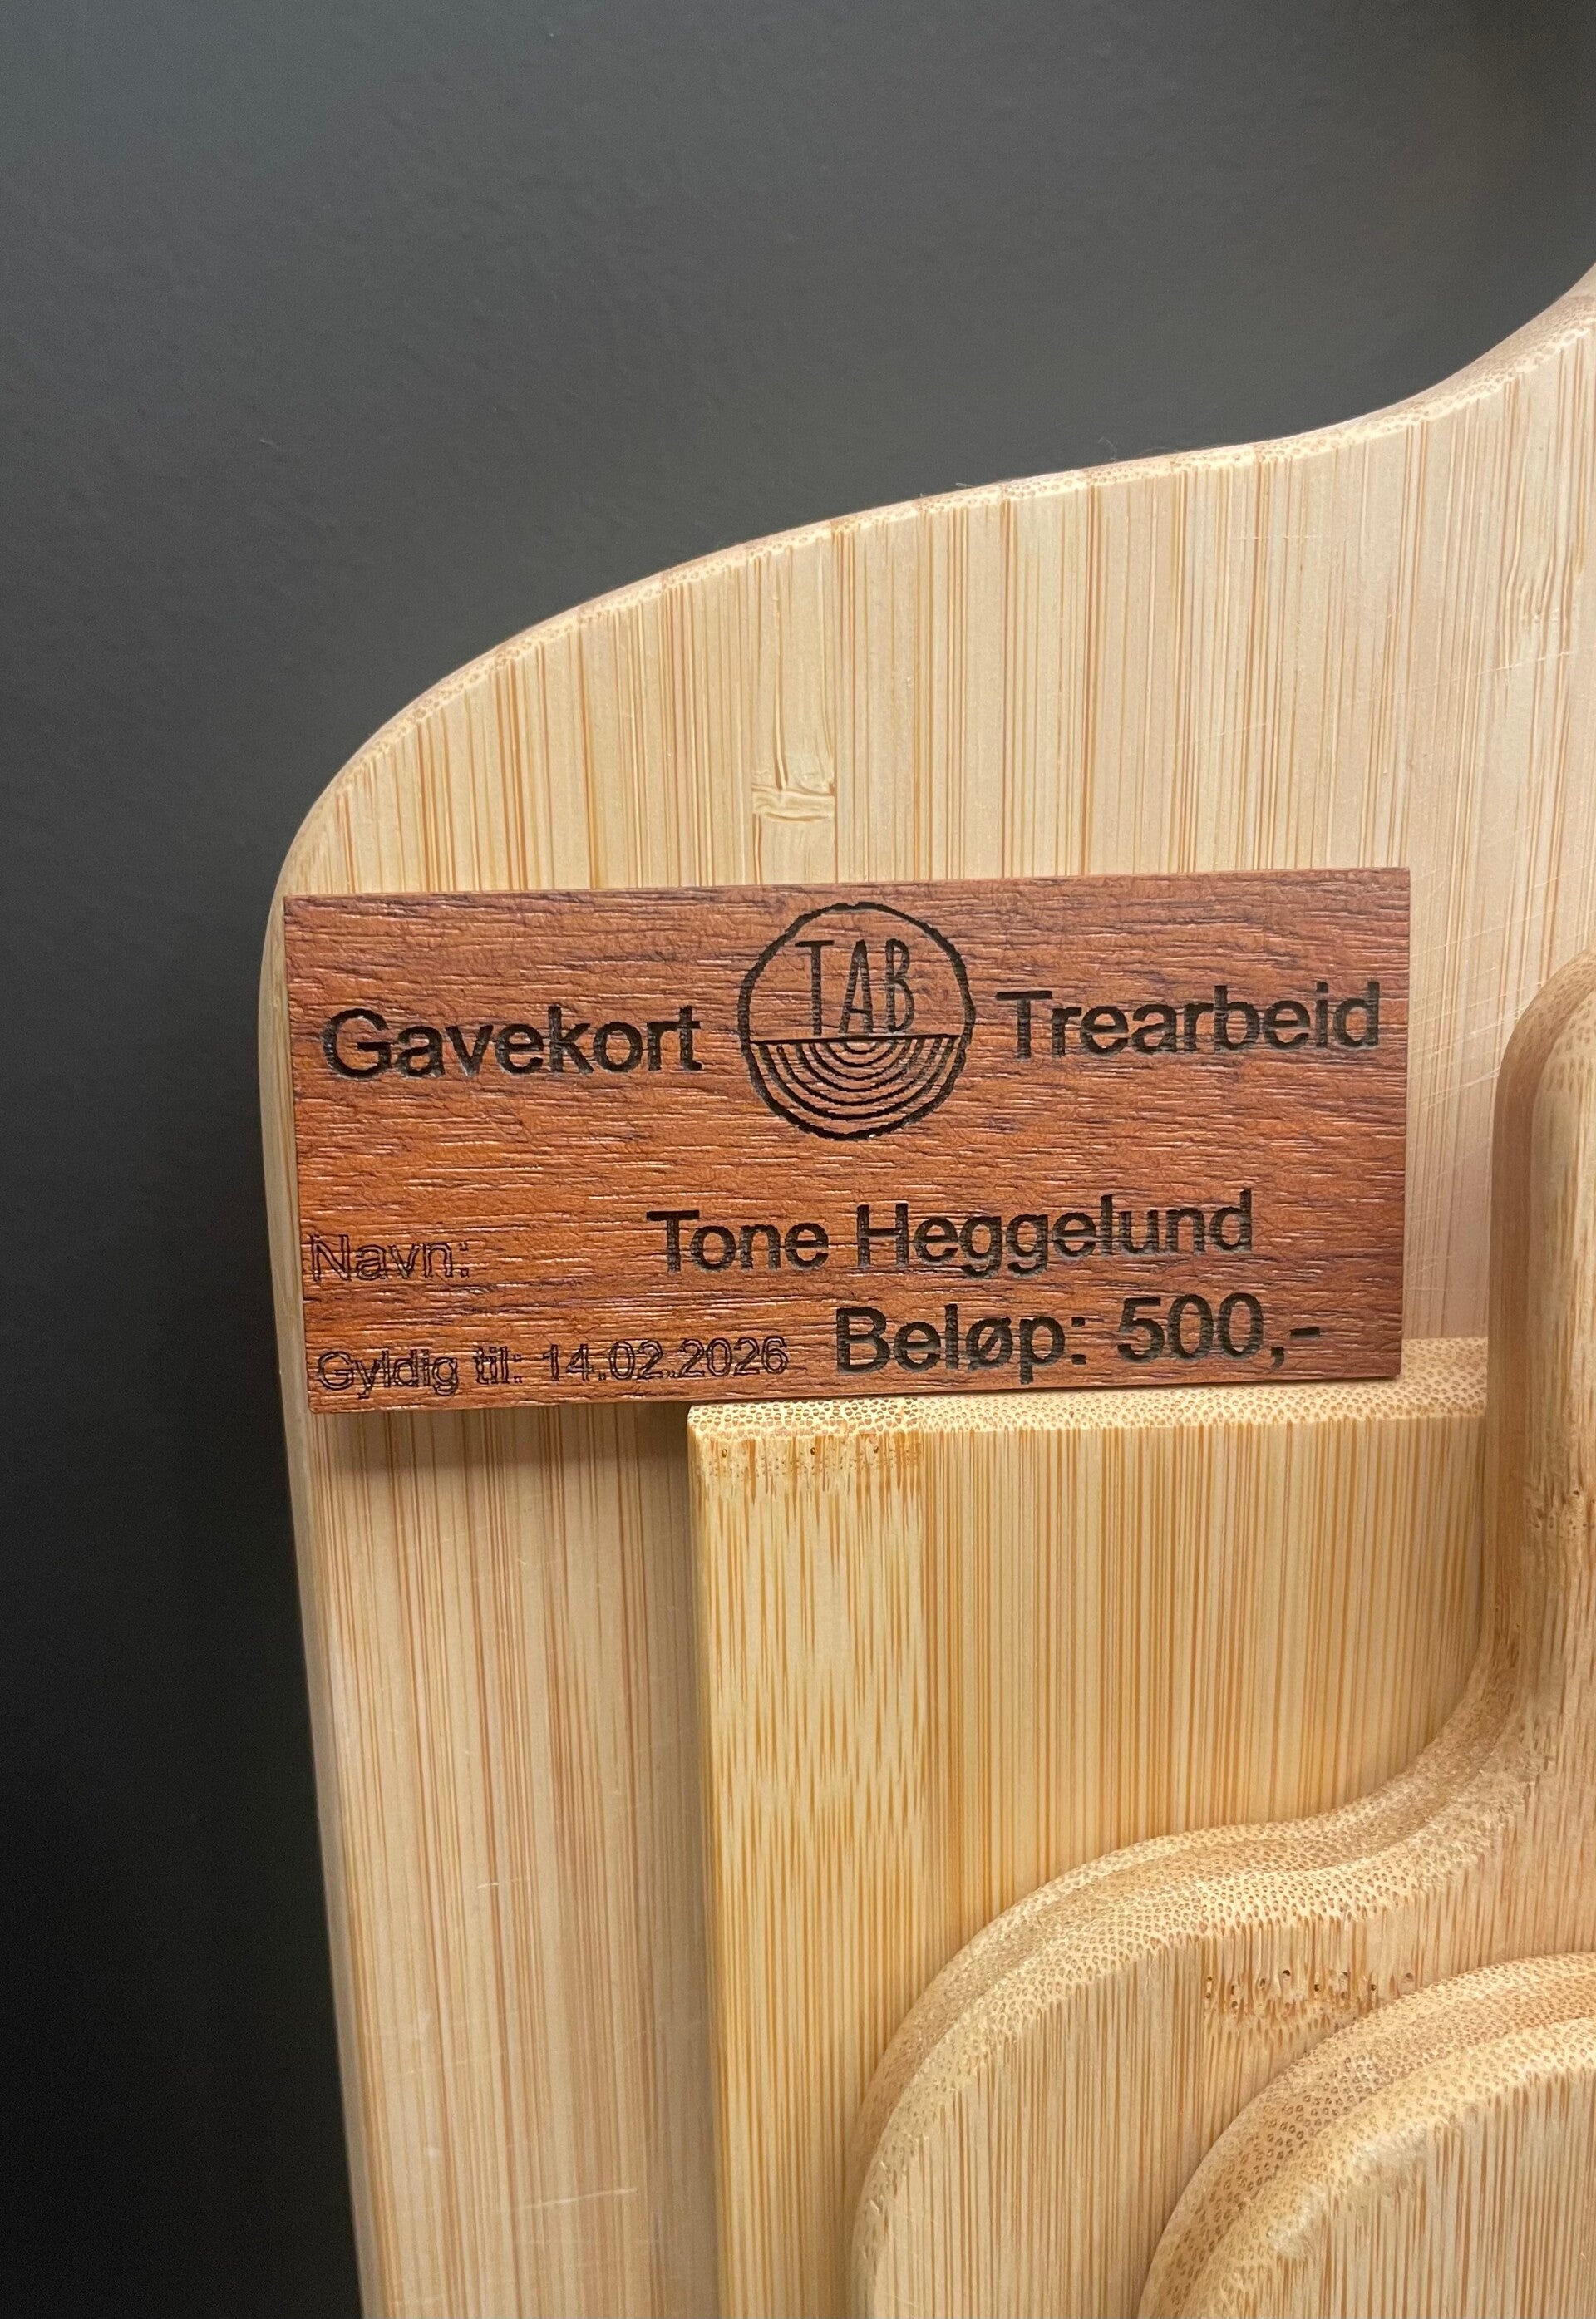 Gavekort TAB Trearbeid
Navn: Tone Heggelund
Gyldig til: 14.02.2026 Beløp: 500,-